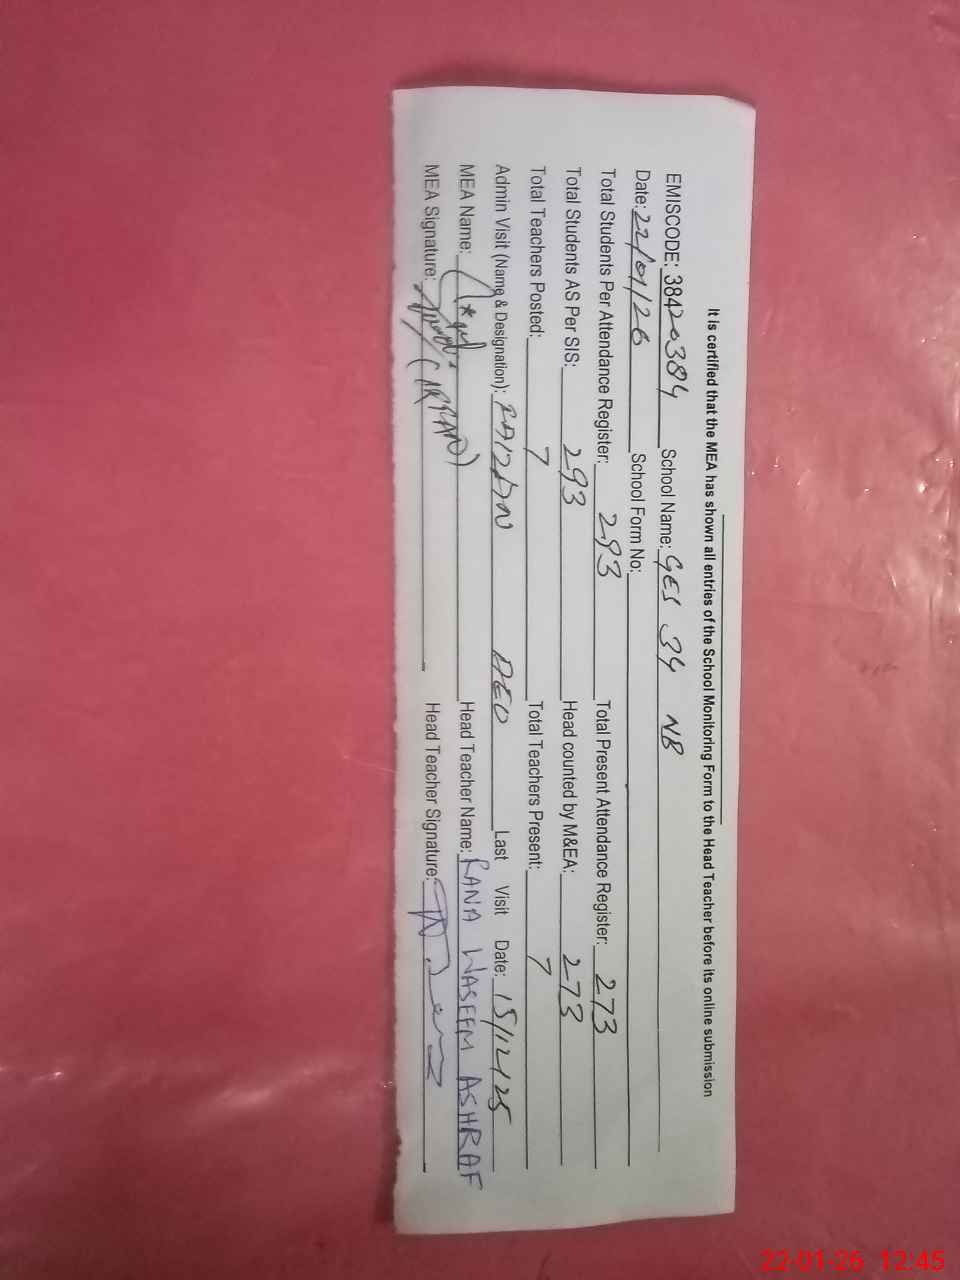 It is certified that the MEA has shown all entries of the School Monitoring Form to the Head Teacher before its online submission
EMISCODE: 38420384 School Name: GES 34 NB
Date: 22/01/26 School Form No:
Total Students Per Attendance Register: 293 Total Present Attendance Register: 273
Total Students AS Per SIS: 293 Head counted by M&EA: 273
Total Teachers Posted: 7 Total Teachers Present: 7
Admin Visit (Name & Designation): AEO Last Visit Date: 15/12/25
MEA Name: Head Teacher Name: RANA WASEEM ASHRAF
MEA Signature: Head Teacher Signature:
22-01-26 12:45